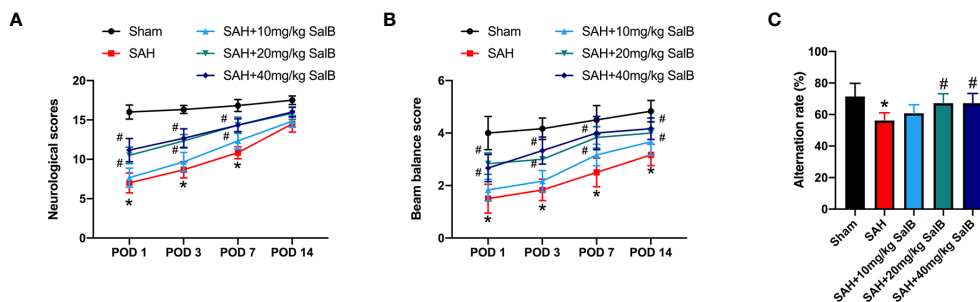 A
Sham
SAH
SAH+10mg/kg SalB
SAH+20mg/kg SalB
SAH+40mg/kg SalB
Neurological scores
20
15
10
5
0
#
#
#
#
#
*
*
*
POD 1
POD 3
POD 7
POD 14
B
Sham
SAH
SAH+10mg/kg SalB
SAH+20mg/kg SalB
SAH+40mg/kg SalB
Beam balance score
6
4
2
0
#
#
#
#
#
#
#
#
*
*
*
*
POD 1
POD 3
POD 7
POD 14
C
Alternation rate (%)
100
80
60
40
20
0
*
#
#
Sham
SAH
SAH+10mg/kg SalB
SAH+20mg/kg SalB
SAH+40mg/kg SalB